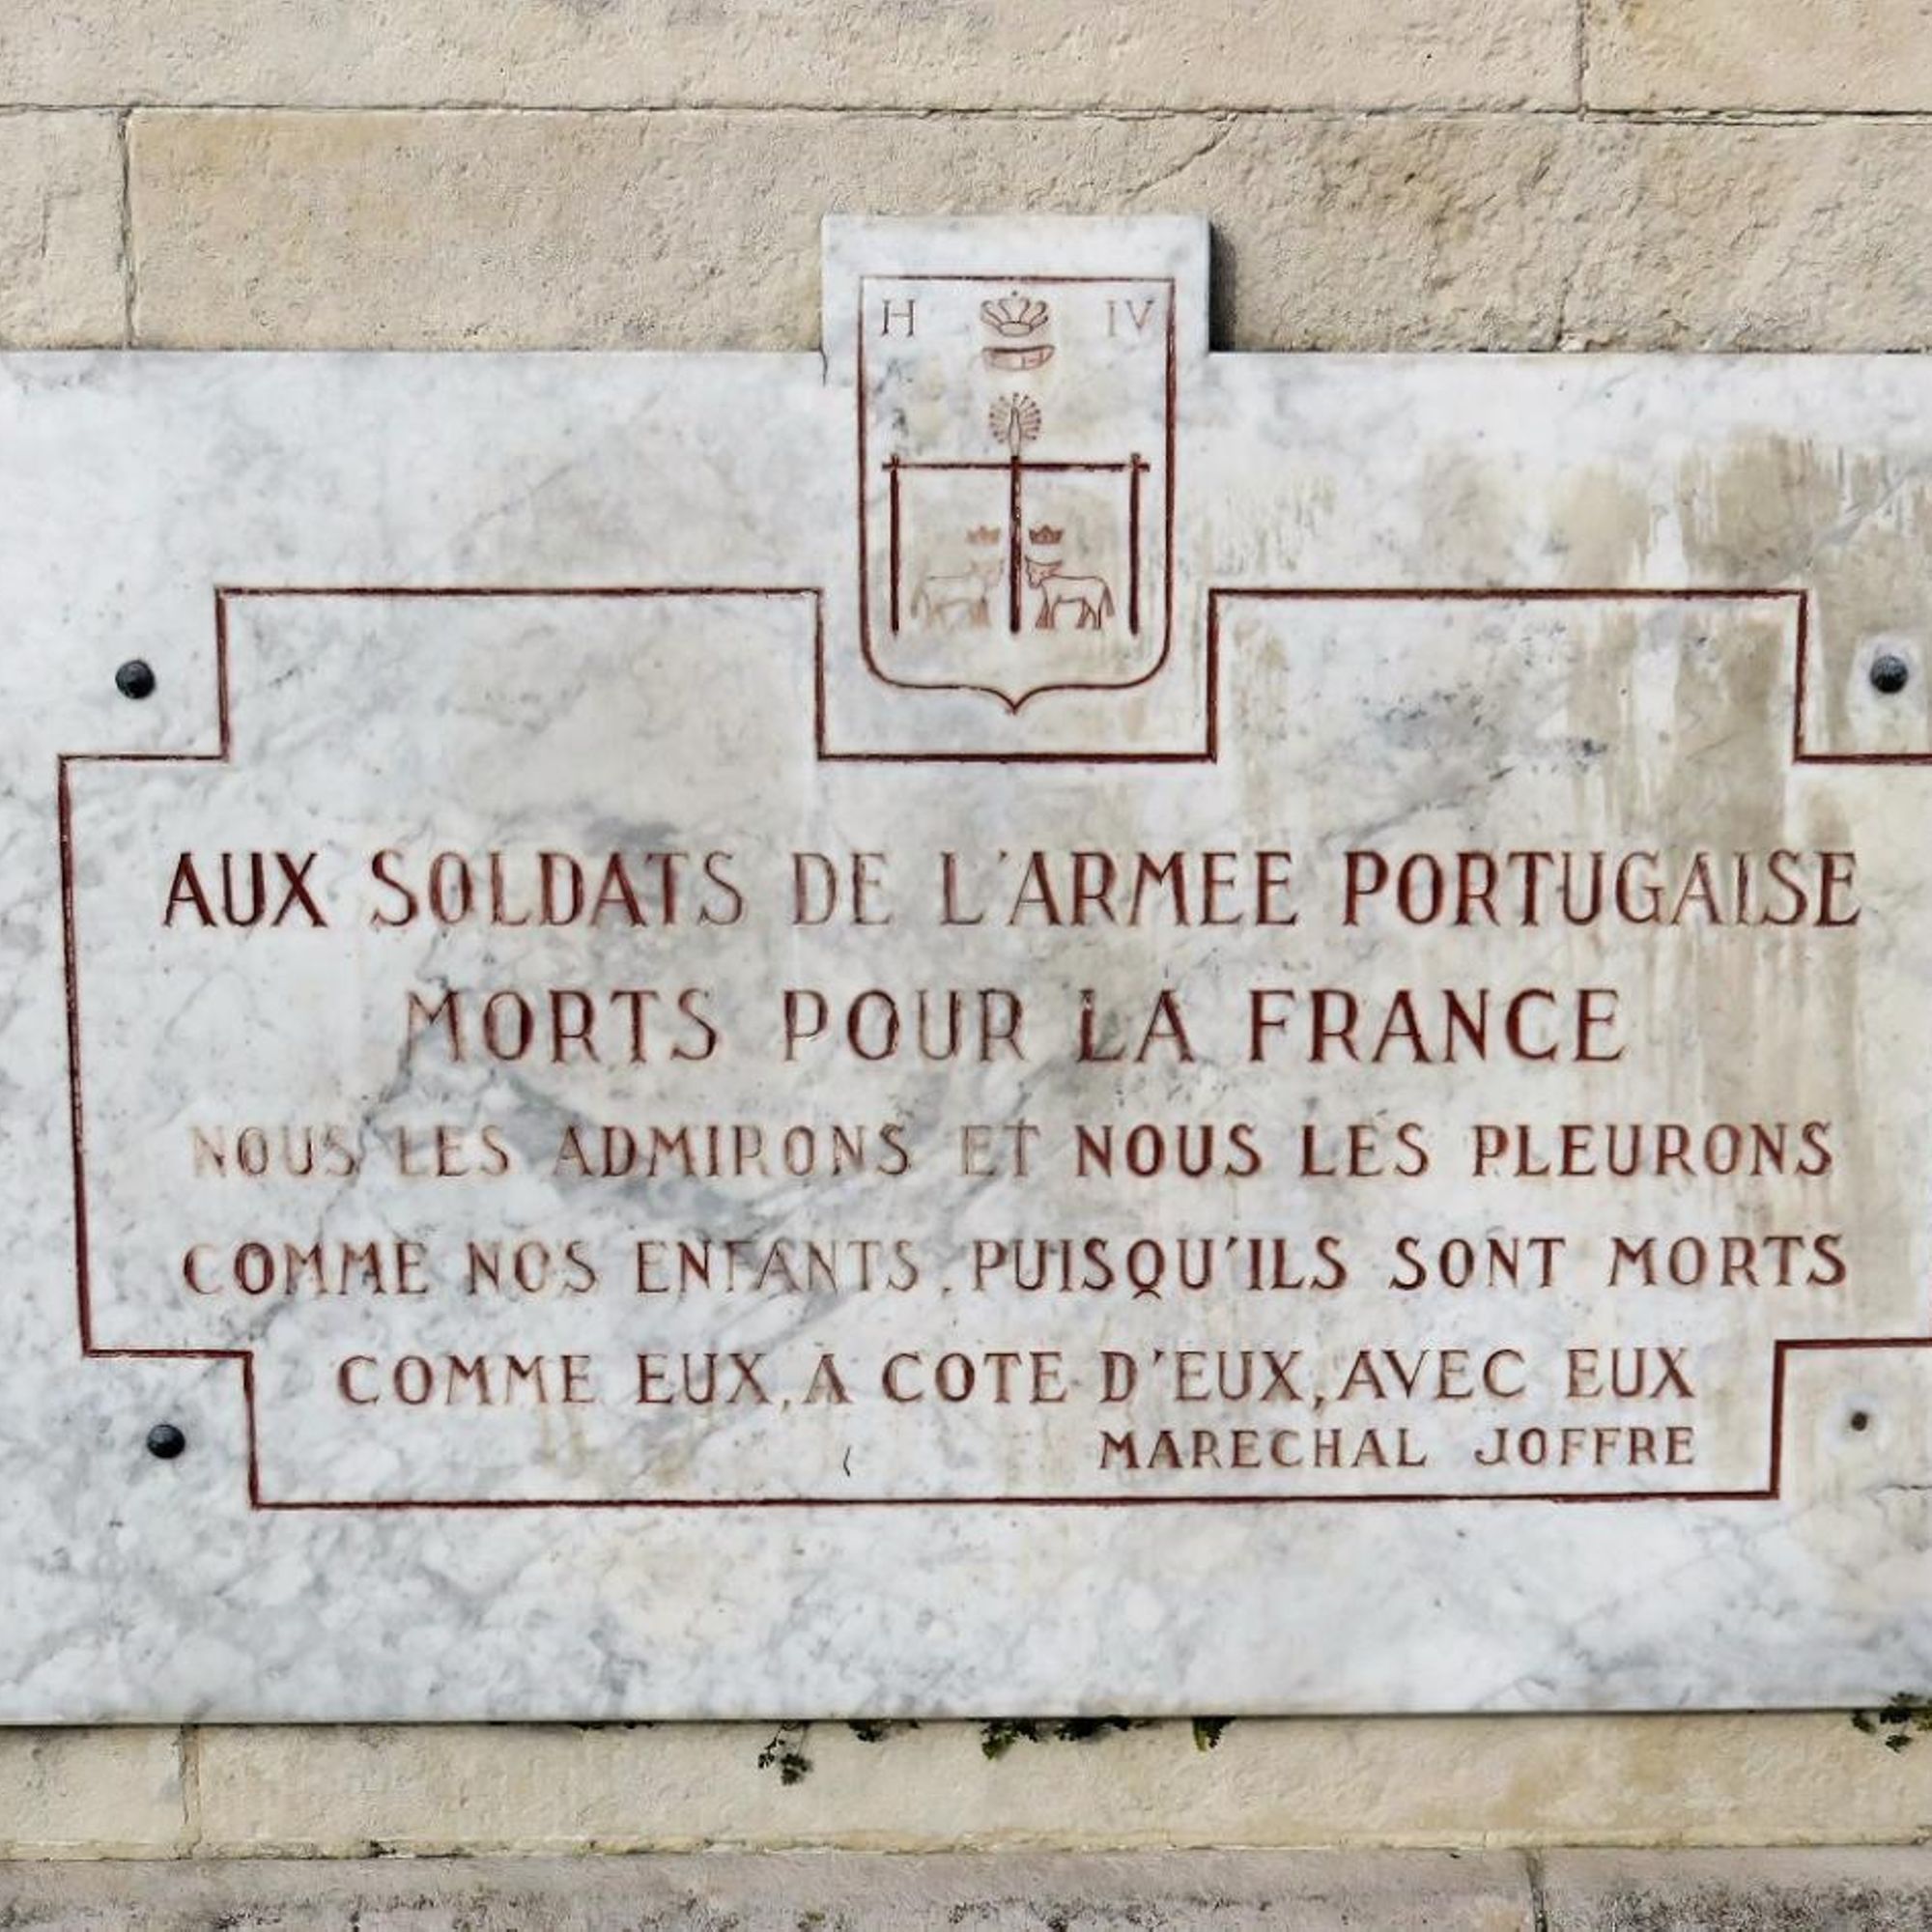 H IV
AUX SOLDATS DE L'ARMEE PORTUGAISE
MORTS POUR LA FRANCE
NOUS LES ADMIRONS ET NOUS LES PLEURONS
COMME NOS ENFANTS, PUISQU'ILS SONT MORTS
COMME EUX, A COTE D'EUX, AVEC EUX
MARECHAL JOFFRE